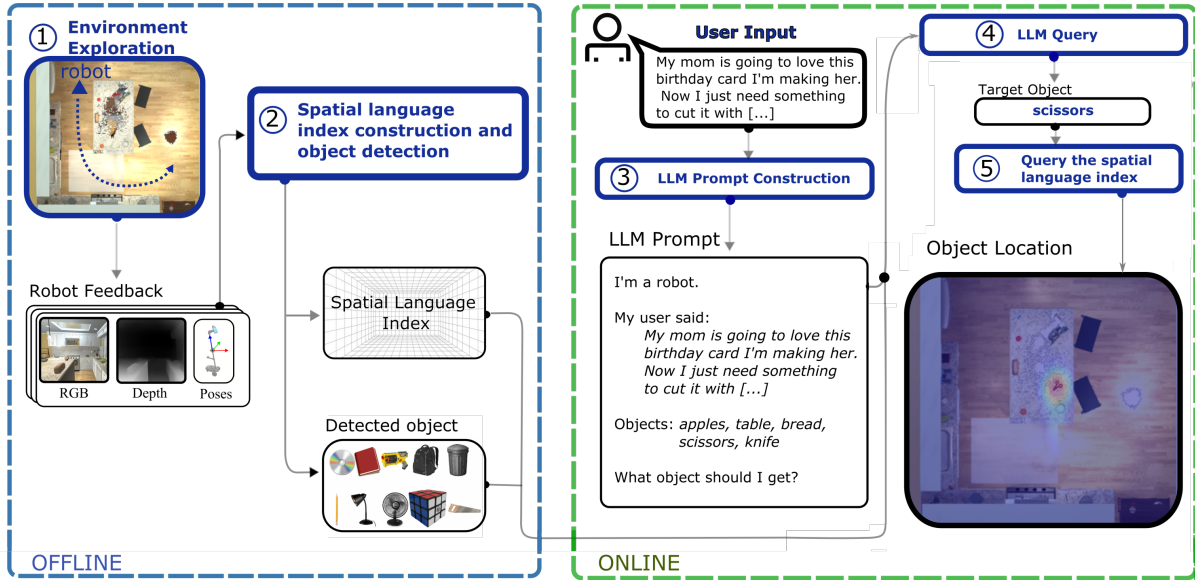 1 Environment
Exploration
robot
Robot Feedback
RGB
Depth
Poses
2 Spatial language
index construction and
object detection
Spatial Language
Index
Detected object
OFFLINE
User Input
My mom is going to love this
birthday card I'm making her.
Now I just need something
to cut it with [...]
3 LLM Prompt Construction
LLM Prompt
I'm a robot.
My user said:
My mom is going to love this
birthday card I'm making her.
Now I just need something
to cut it with [...]
Objects: apples, table, bread,
scissors, knife
What object should I get?
4 LLM Query
Target Object
scissors
5 Query the spatial
language index
Object Location
ONLINE